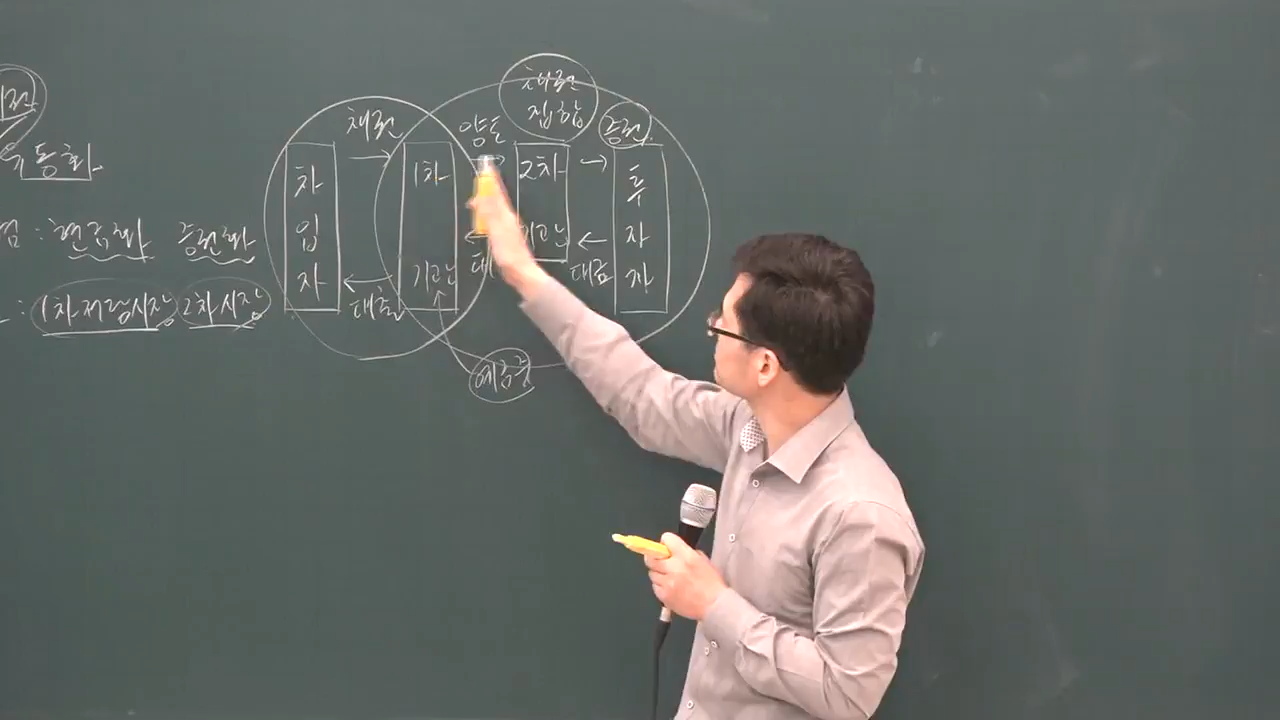 유동화
: 현금화 증권화
: 1차저당시장, 2차시장
채권
차입자
대출
1차
기관
양도
채권
집합
2차
기관
증권
투자자
대금
예금 등